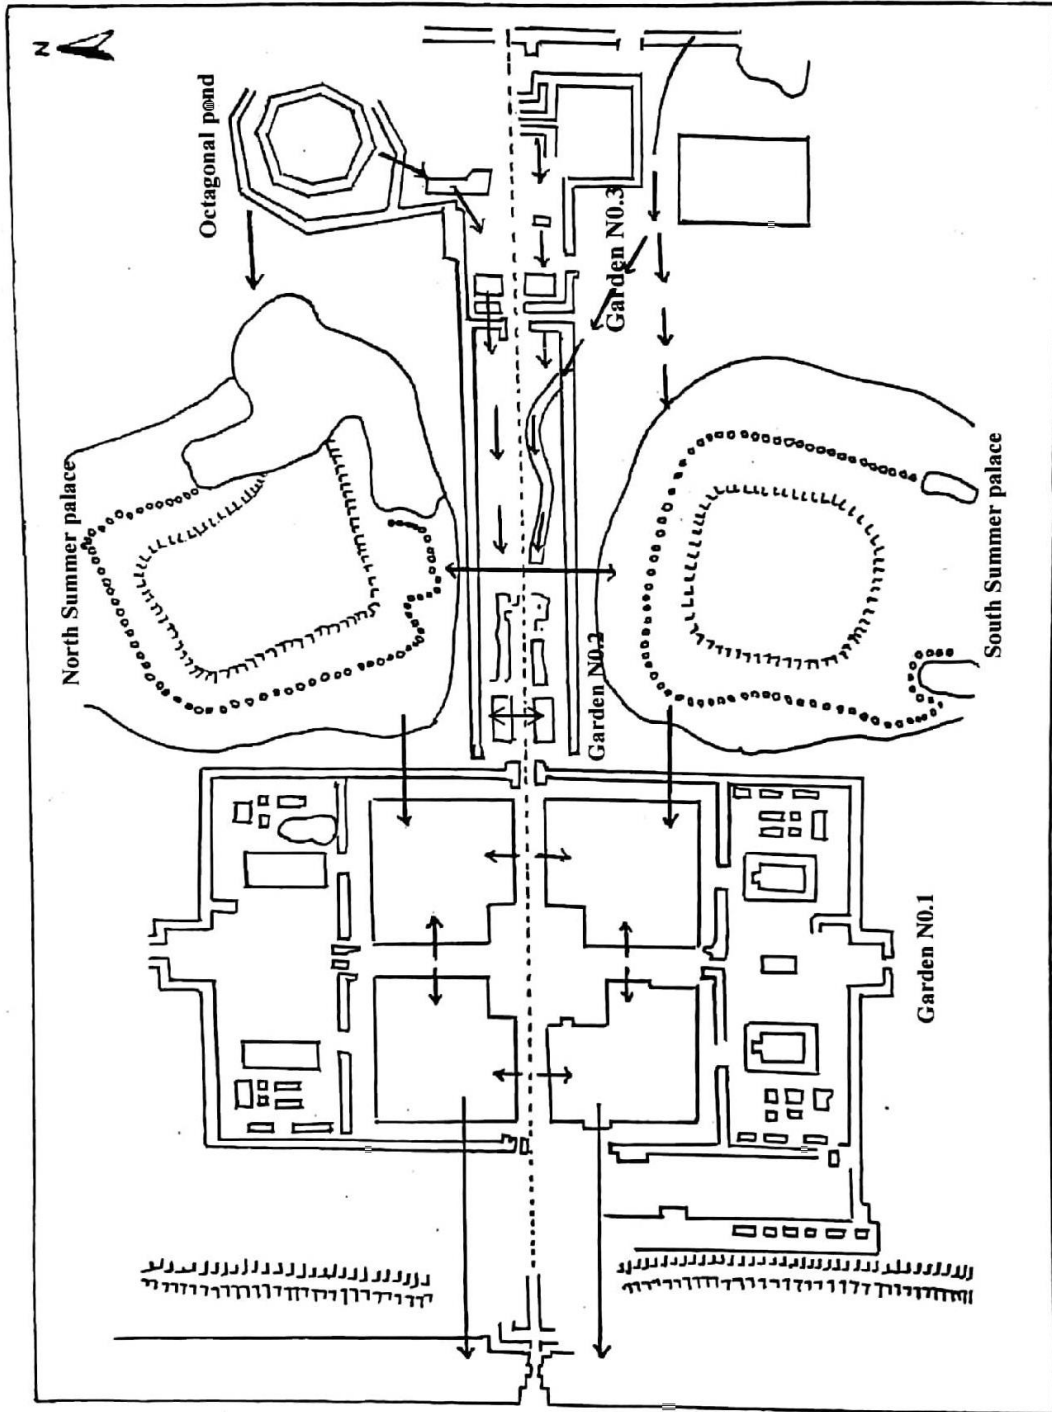 N
Octagonal pond
Garden N0.3
North Summer palace
South Summer palace
Garden N0.2
Garden N0.1